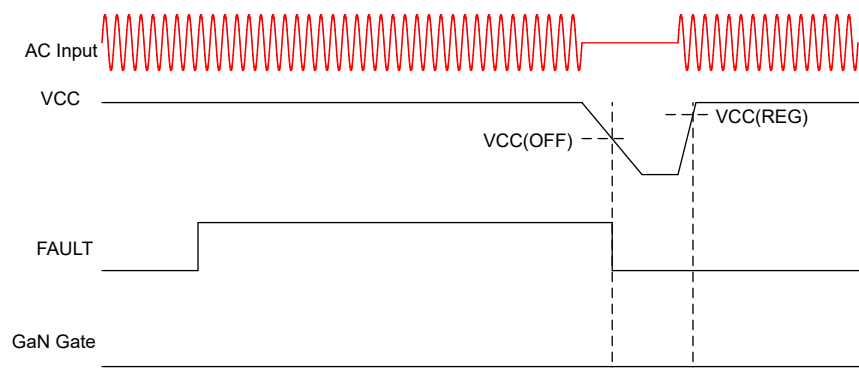 AC Input
VCC
VCC(REG)
VCC(OFF)
FAULT
GaN Gate